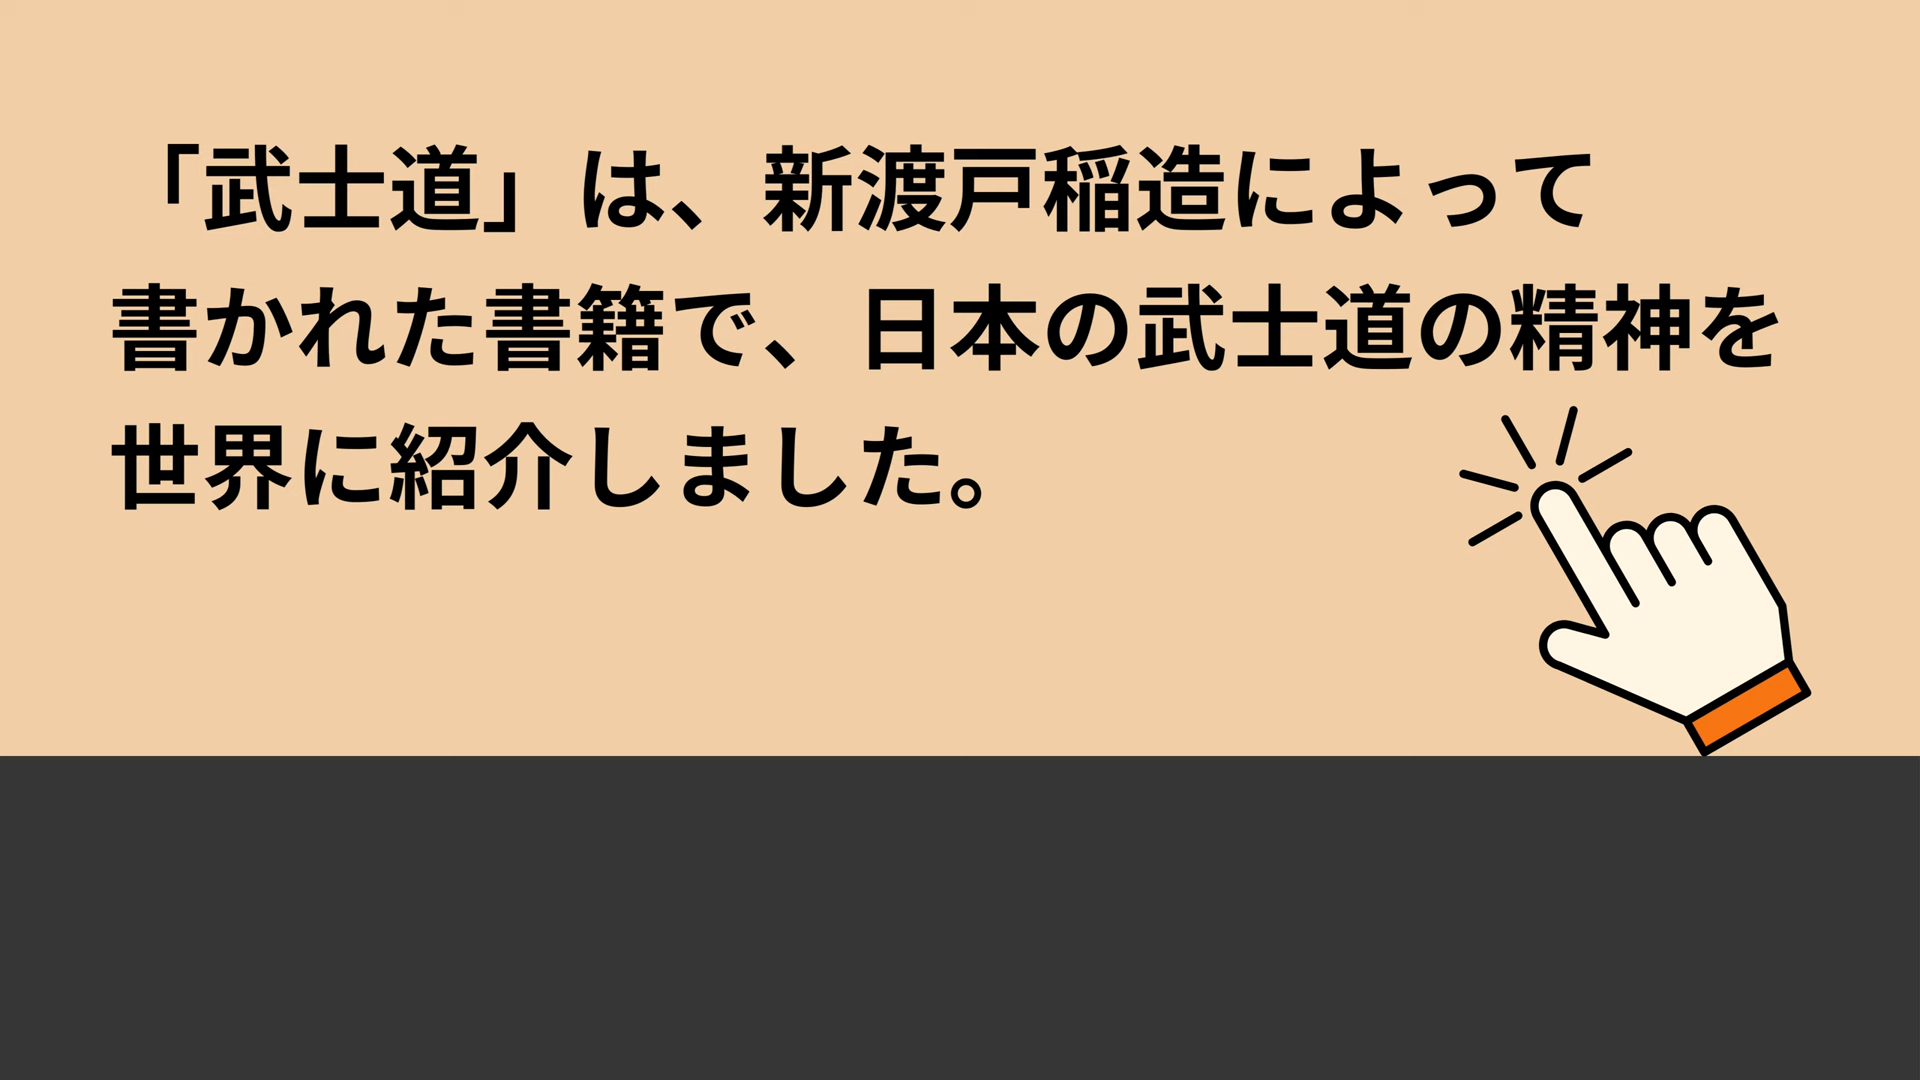 「武士道」は、新渡戸稲造によって
書かれた書籍で、日本の武士道の精神を
世界に紹介しました。